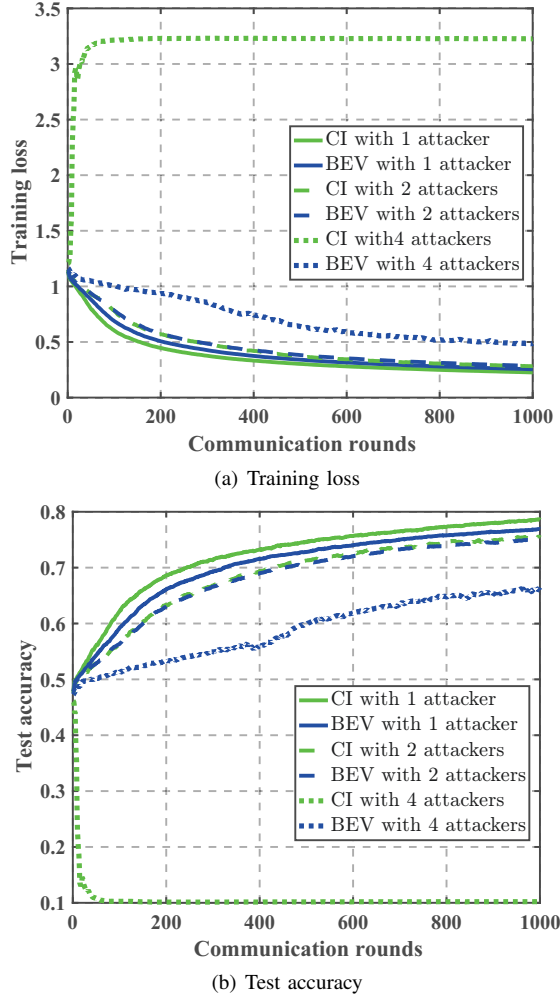 3.5
3
2.5
2
1.5
1
0.5
0
Training loss
CI with 1 attacker
BEV with 1 attacker
CI with 2 attackers
BEV with 2 attackers
CI with4 attackers
BEV with 4 attackers
0 200 400 600 800 1000
Communication rounds
(a) Training loss
0.8
0.7
0.6
0.5
0.4
0.3
0.2
0.1
Test accuracy
CI with 1 attacker
BEV with 1 attacker
CI with 2 attackers
BEV with 2 attackers
CI with 4 attackers
BEV with 4 attackers
0 200 400 600 800 1000
Communication rounds
(b) Test accuracy